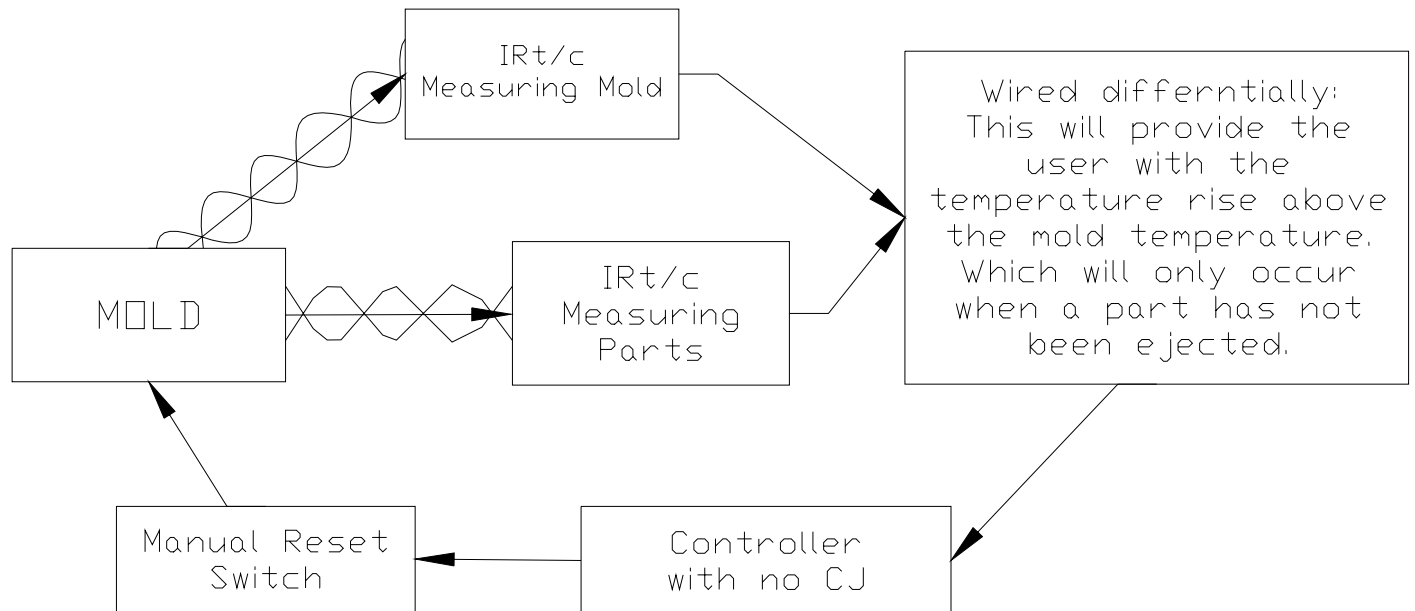 IRt/c
Measuring Mold
Wired differntially:
This will provide the
user with the
temperature rise above
the mold temperature.
Which will only occur
when a part has not
been ejected.
MOLD
IRt/c
Measuring
Parts
Manual Reset
Switch
Controller
with no CJ